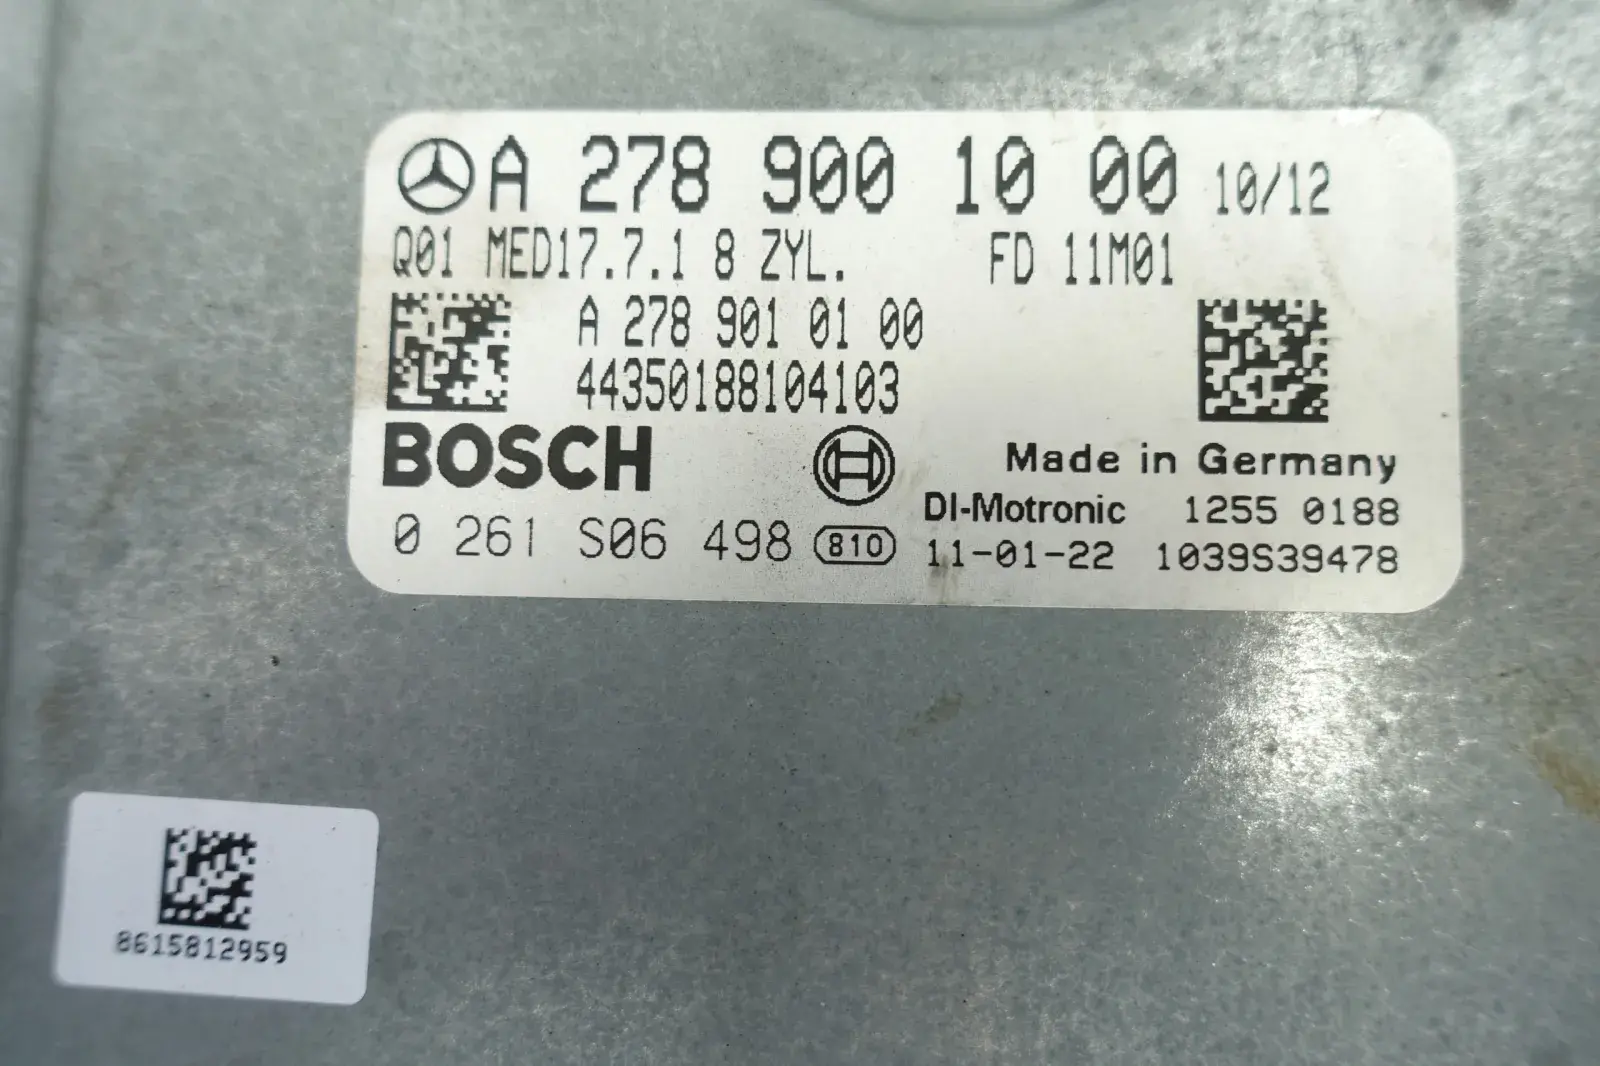 A 278 900 10 00 10/12
Q01 MED17.7.1 8 ZYL. FD 11M01
A 278 901 01 00
44350188104103
BOSCH
Made in Germany
DI-Motronic 1255 0188
0 261 S06 498 810 11-01-22 1039S39478
8615812959